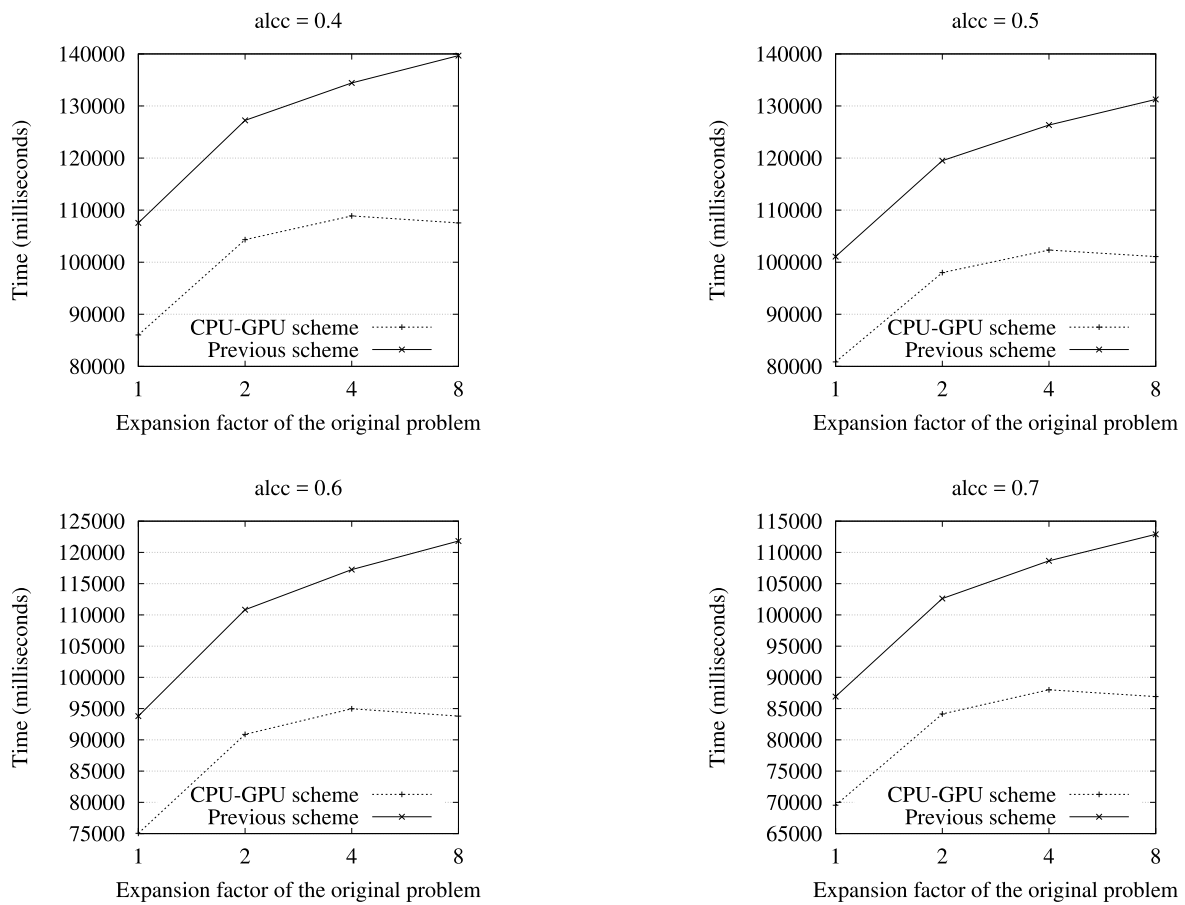 alcc = 0.4
140000
130000
120000
110000
100000
90000
80000
Time (milliseconds)
CPU-GPU scheme
Previous scheme
1 2 4 8
Expansion factor of the original problem
alcc = 0.5
140000
130000
120000
110000
100000
90000
80000
Time (milliseconds)
CPU-GPU scheme
Previous scheme
1 2 4 8
Expansion factor of the original problem
alcc = 0.6
125000
120000
115000
110000
105000
100000
95000
90000
85000
80000
75000
Time (milliseconds)
CPU-GPU scheme
Previous scheme
1 2 4 8
Expansion factor of the original problem
alcc = 0.7
115000
110000
105000
100000
95000
90000
85000
80000
75000
70000
65000
Time (milliseconds)
CPU-GPU scheme
Previous scheme
1 2 4 8
Expansion factor of the original problem